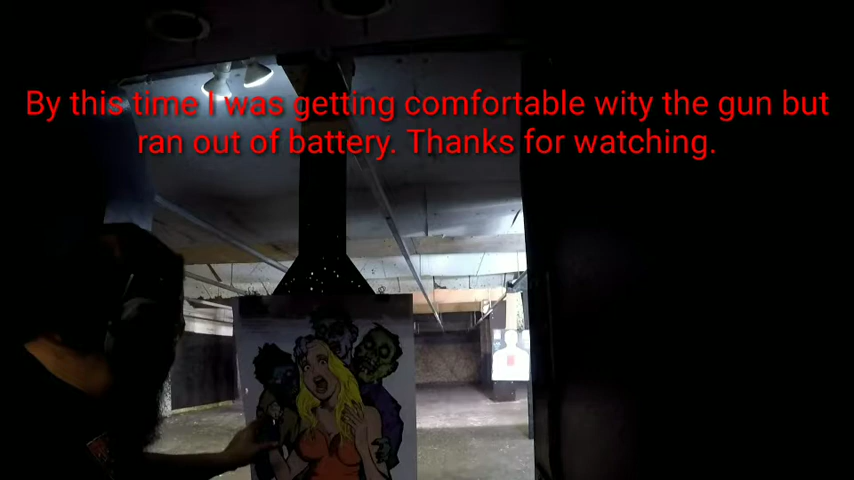 By this time I was getting comfortable wity the gun but
ran out of battery. Thanks for watching.